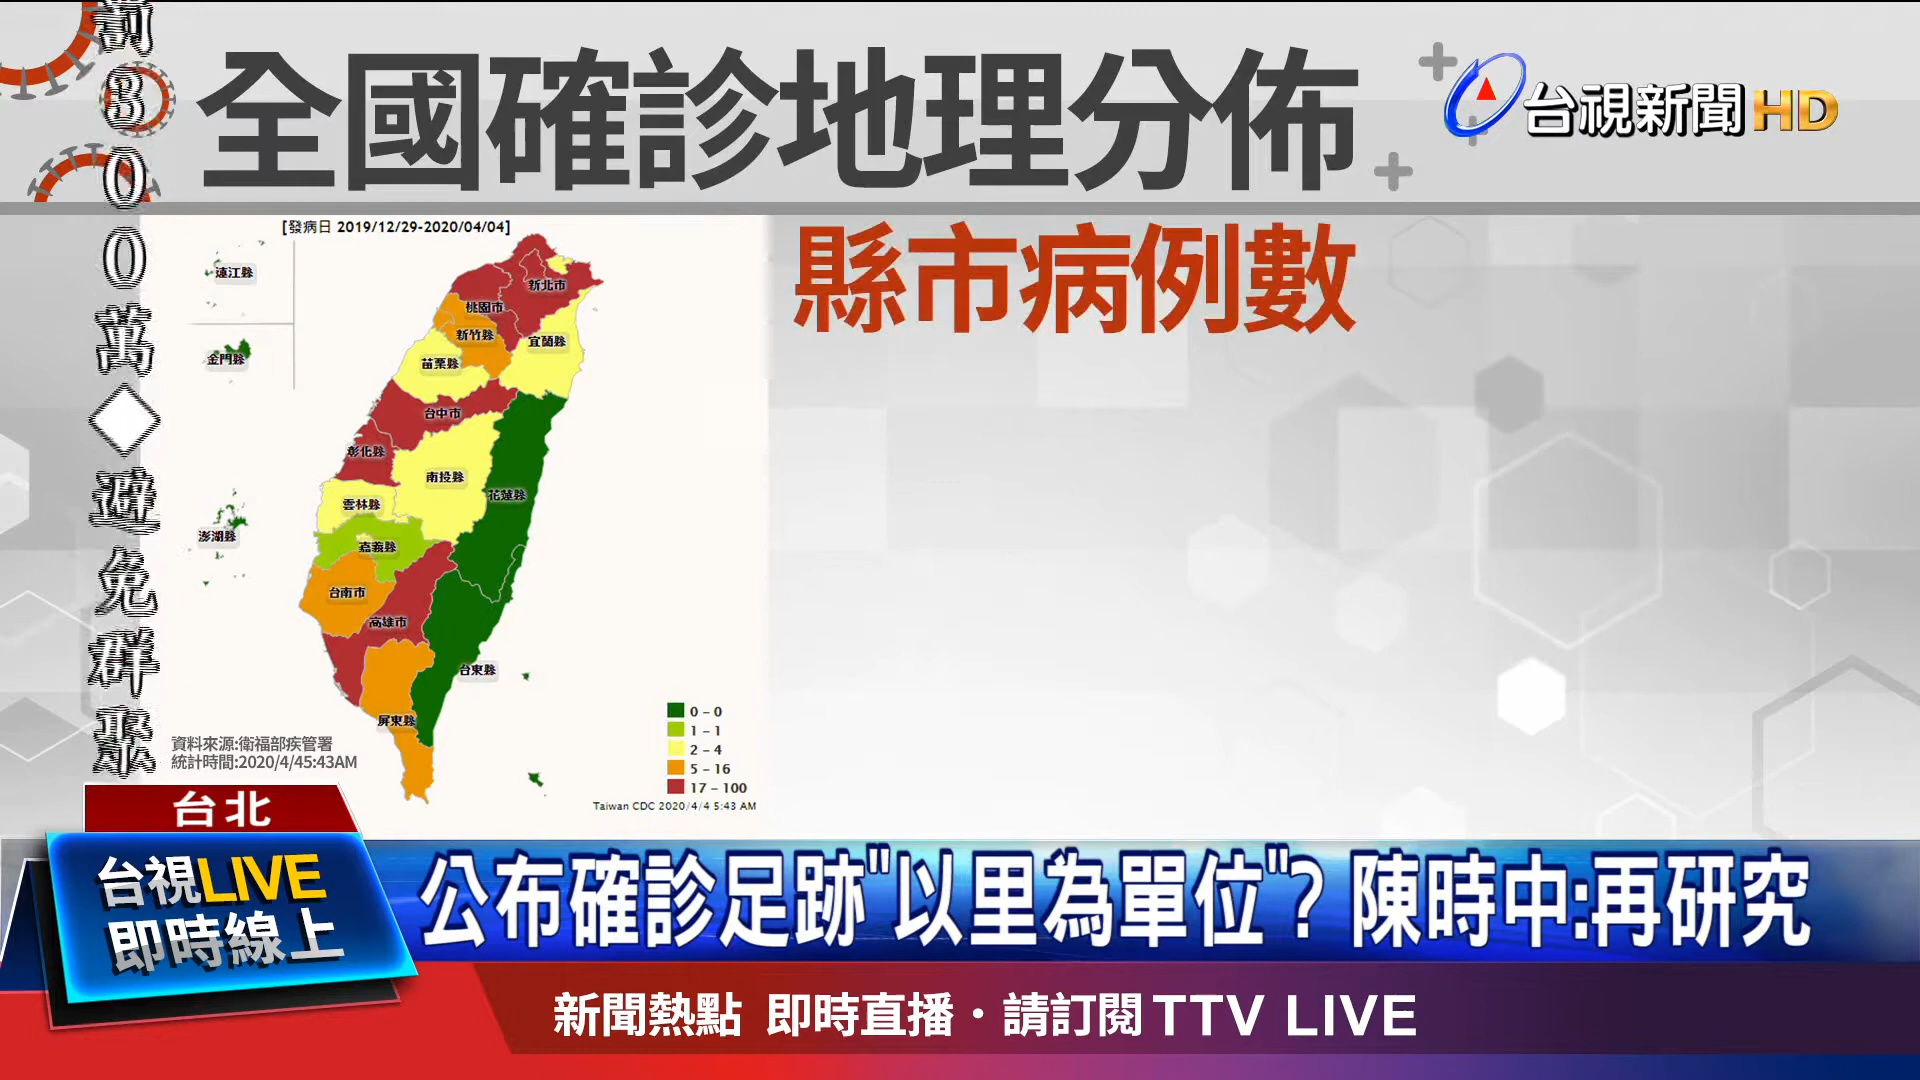 全國確診地理分佈
台視新聞HD
罰300萬◆避免群聚
[發病日 2019/12/29-2020/04/04]
縣市病例數
連江縣
新北市
桃園市
新竹縣
宜蘭縣
金門縣
苗栗縣
台中市
彰化縣
南投縣
花蓮縣
雲林縣
澎湖縣
嘉義縣
台南市
高雄市
台東縣
屏東縣
0 – 0
1 – 1
2 – 4
5 – 16
17 – 100
Taiwan CDC 2020/4/4 5:43 AM
資料來源:衛福部疾管署
統計時間:2020/4/45:43AM
台北
台視LIVE
即時線上
公布確診足跡"以里為單位"? 陳時中:再研究
新聞熱點 即時直播·請訂閱TTV LIVE